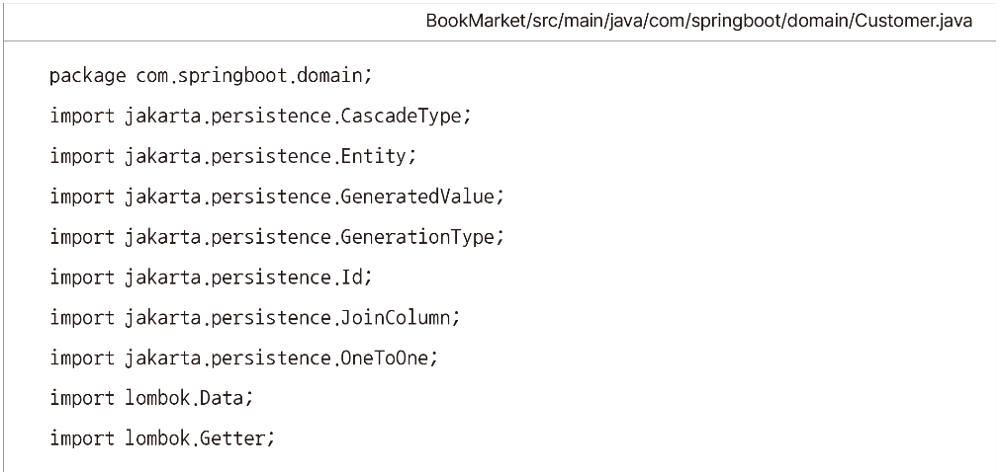 BookMarket/src/main/java/com/springboot/domain/Customer.java
package com.springboot.domain;
import jakarta.persistence.CascadeType;
import jakarta.persistence.Entity;
import jakarta.persistence.GeneratedValue;
import jakarta.persistence.GenerationType;
import jakarta.persistence.Id;
import jakarta.persistence.JoinColumn;
import jakarta.persistence.OneToOne;
import lombok.Data;
import lombok.Getter;